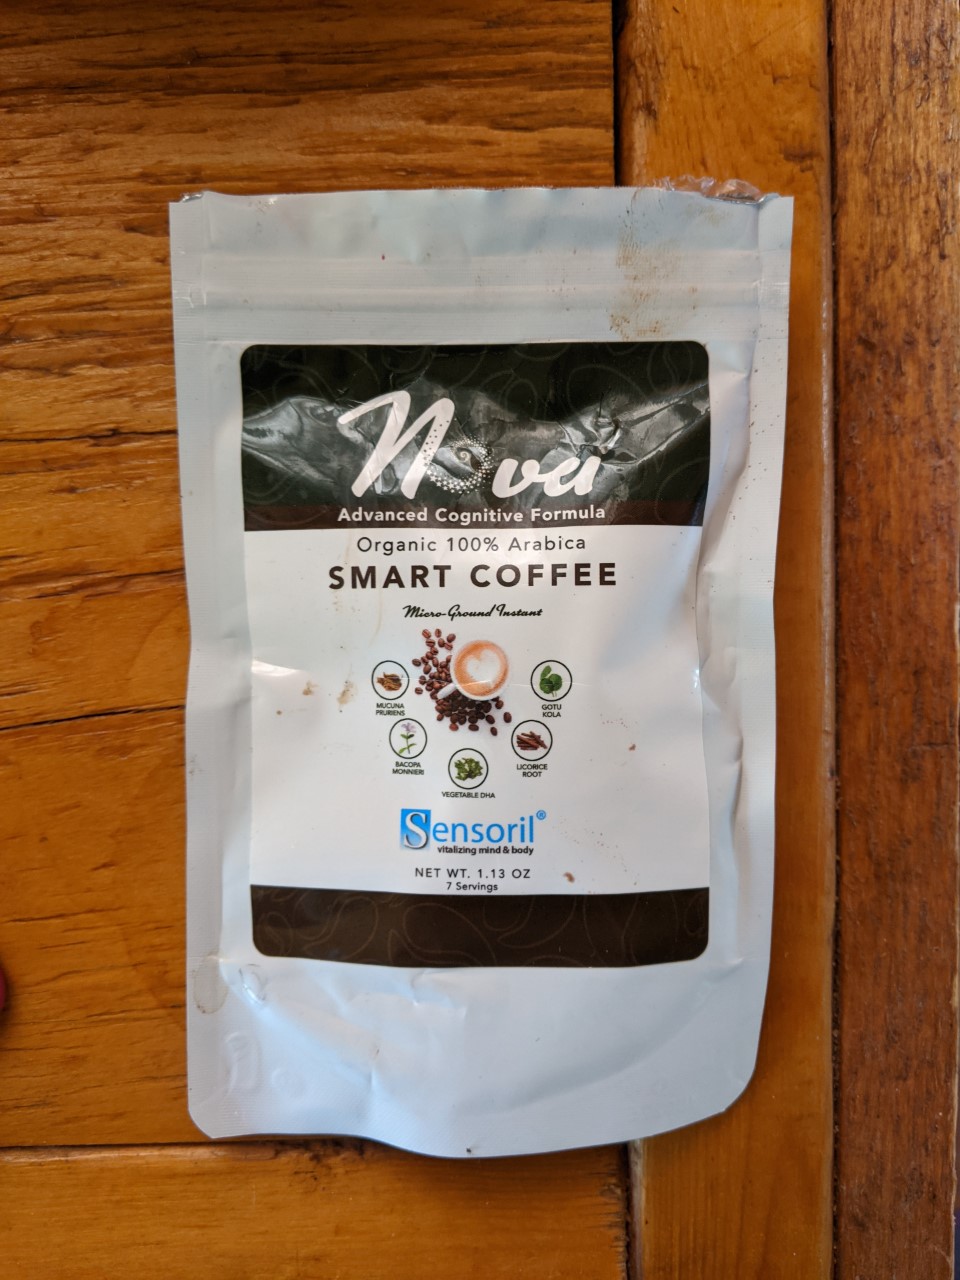 Nova
Advanced Cognitive Formula
Organic 100% Arabica
SMART COFFEE
Micro-Ground Instant
MUCUNA
PRURIENS
GOTU
KOLA
BACOPA
MONNIERI
LICORICE
ROOT
VEGETABLE DHA
Sensoril®
vitalizing mind & body
NET WT. 1.13 OZ
7 Servings